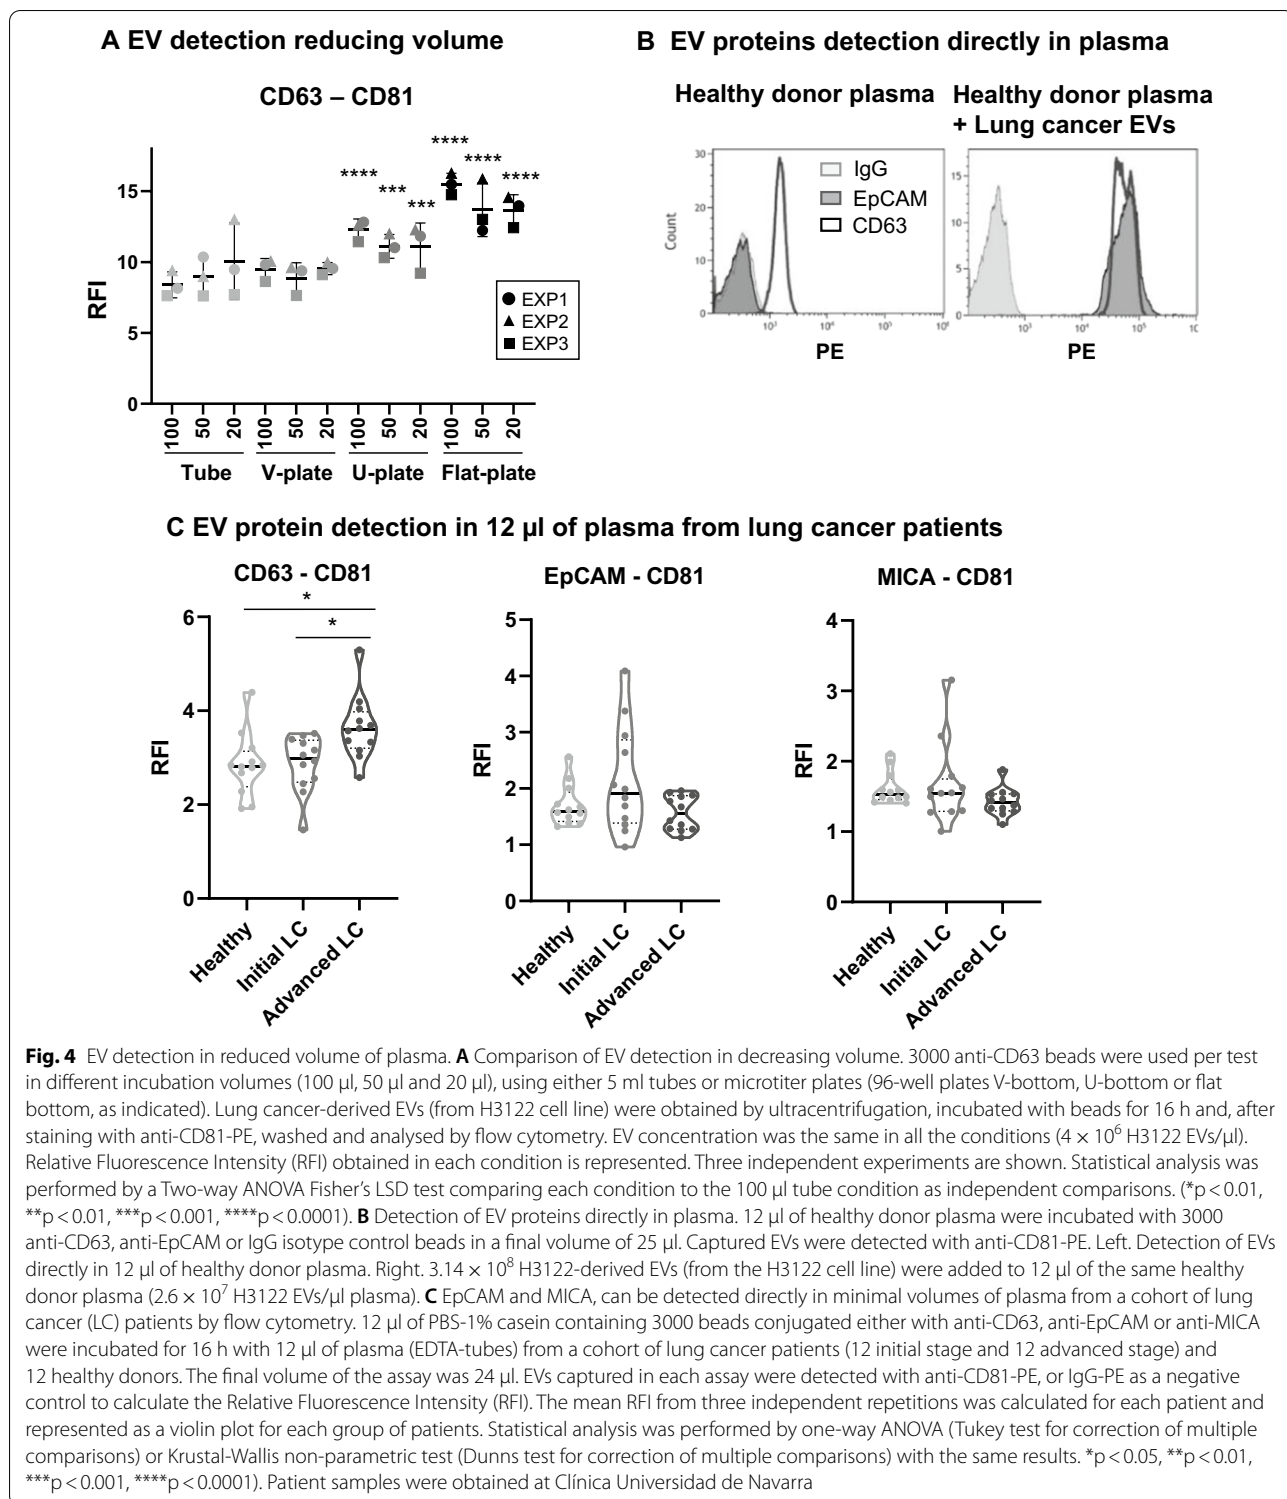 A EV detection reducing volume
CD63 – CD81
RFI
15
10
5
0
****
***
***
****
****
****
EXP1
EXP2
EXP3
100
50
20
100
50
20
100
50
20
100
50
20
Tube
V-plate
U-plate
Flat-plate
B EV proteins detection directly in plasma
Healthy donor plasma
Count
30
20
10
0
10³
10⁴
10⁵
PE
IgG
EpCAM
CD63
Healthy donor plasma
+ Lung cancer EVs
15
10
5
0
10³
10⁴
10⁵
PE
C EV protein detection in 12 µl of plasma from lung cancer patients
CD63 - CD81
RFI
6
4
2
0
*
*
Healthy
Initial LC
Advanced LC
EpCAM - CD81
RFI
5
4
3
2
1
0
Healthy
Initial LC
Advanced LC
MICA - CD81
RFI
4
3
2
1
0
Healthy
Initial LC
Advanced LC
Fig. 4 EV detection in reduced volume of plasma. A Comparison of EV detection in decreasing volume. 3000 anti-CD63 beads were used per test
in different incubation volumes (100 µl, 50 µl and 20 µl), using either 5 ml tubes or microtiter plates (96-well plates V-bottom, U-bottom or flat
bottom, as indicated). Lung cancer-derived EVs (from H3122 cell line) were obtained by ultracentrifugation, incubated with beads for 16 h and, after
staining with anti-CD81-PE, washed and analysed by flow cytometry. EV concentration was the same in all the conditions (4 × 10⁶ H3122 EVs/µl).
Relative Fluorescence Intensity (RFI) obtained in each condition is represented. Three independent experiments are shown. Statistical analysis was
performed by a Two-way ANOVA Fisher's LSD test comparing each condition to the 100 µl tube condition as independent comparisons. (*p < 0.01,
**p < 0.01, ***p < 0.001, ****p < 0.0001). B Detection of EV proteins directly in plasma. 12 µl of healthy donor plasma were incubated with 3000
anti-CD63, anti-EpCAM or IgG isotype control beads in a final volume of 25 µl. Captured EVs were detected with anti-CD81-PE. Left. Detection of EVs
directly in 12 µl of healthy donor plasma. Right. 3.14 × 10⁸ H3122-derived EVs (from the H3122 cell line) were added to 12 µl of the same healthy
donor plasma (2.6 × 10⁷ H3122 EVs/µl plasma). C EpCAM and MICA, can be detected directly in minimal volumes of plasma from a cohort of lung
cancer (LC) patients by flow cytometry. 12 µl of PBS-1% casein containing 3000 beads conjugated either with anti-CD63, anti-EpCAM or anti-MICA
were incubated for 16 h with 12 µl of plasma (EDTA-tubes) from a cohort of lung cancer patients (12 initial stage and 12 advanced stage) and
12 healthy donors. The final volume of the assay was 24 µl. EVs captured in each assay were detected with anti-CD81-PE, or IgG-PE as a negative
control to calculate the Relative Fluorescence Intensity (RFI). The mean RFI from three independent repetitions was calculated for each patient and
represented as a violin plot for each group of patients. Statistical analysis was performed by one-way ANOVA (Tukey test for correction of multiple
comparisons) or Krustal-Wallis non-parametric test (Dunns test for correction of multiple comparisons) with the same results. *p < 0.05, **p < 0.01,
***p < 0.001, ****p < 0.0001). Patient samples were obtained at Clínica Universidad de Navarra